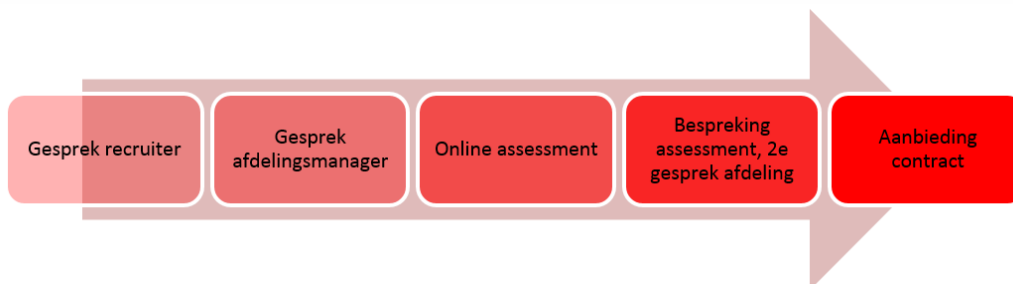 Gesprek recruiter
Gesprek
afdelingsmanager
Online assessment
Bespreking
assessment, 2e
gesprek afdeling
Aanbieding
contract